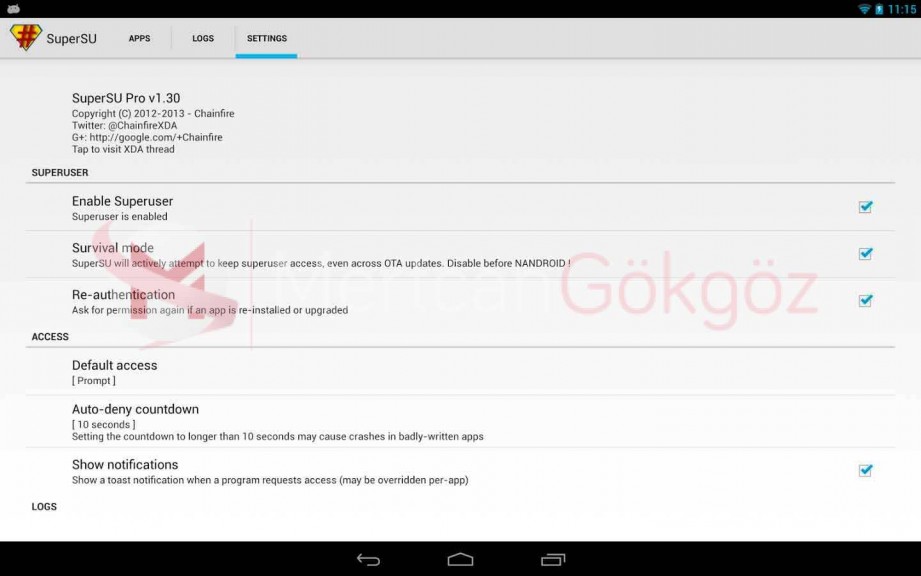 11:15
SuperSU
APPS
LOGS
SETTINGS
SuperSU Pro v1.30
Copyright (C) 2012-2013 - Chainfire
Twitter: @ChainfireXDA
G+: http://google.com/+Chainfire
Tap to visit XDA thread
SUPERUSER
Enable Superuser
Superuser is enabled
Survival mode
SuperSU will actively attempt to keep superuser access, even across OTA updates. Disable before NANDROID !
Re-authentication
Ask for permission again if an app is re-installed or upgraded
MertcanGökgöz
ACCESS
Default access
[ Prompt ]
Auto-deny countdown
[ 10 seconds ]
Setting the countdown to longer than 10 seconds may cause crashes in badly-written apps
Show notifications
Show a toast notification when a program requests access (may be overridden per-app)
LOGS